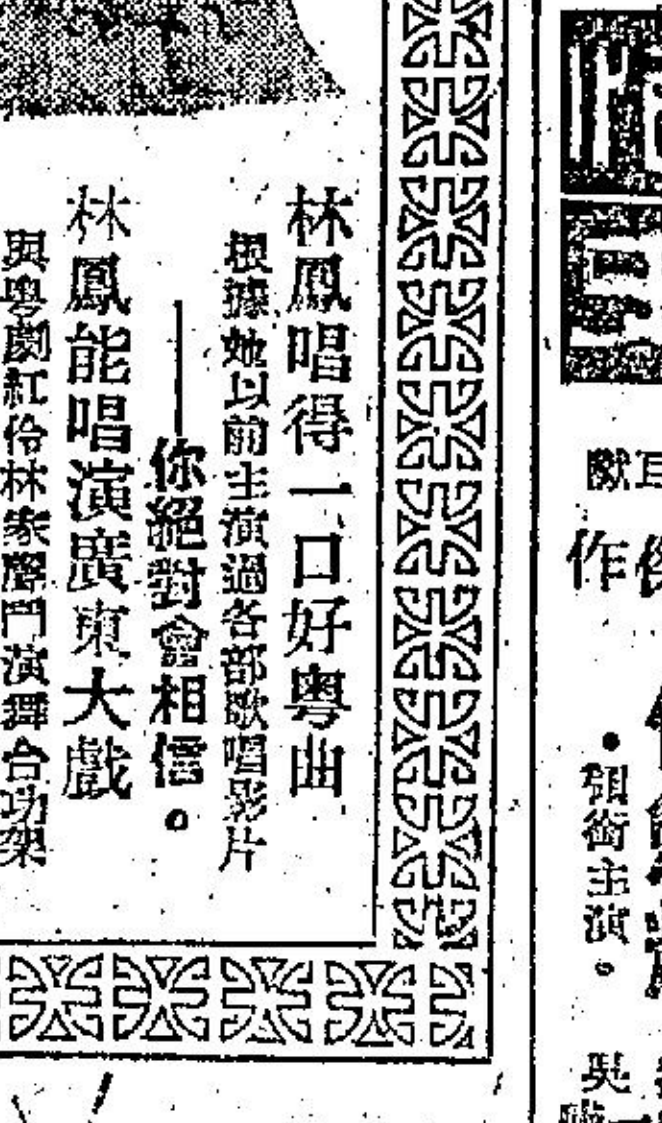 獻
作
•領銜主演。
林鳳唱得一口好粵曲
根據她以前主演過各部歌唱影片
——你絕對會相信。
林鳳能唱演廣東大戲
與粵劇紅伶林家聲鬥演舞台功架